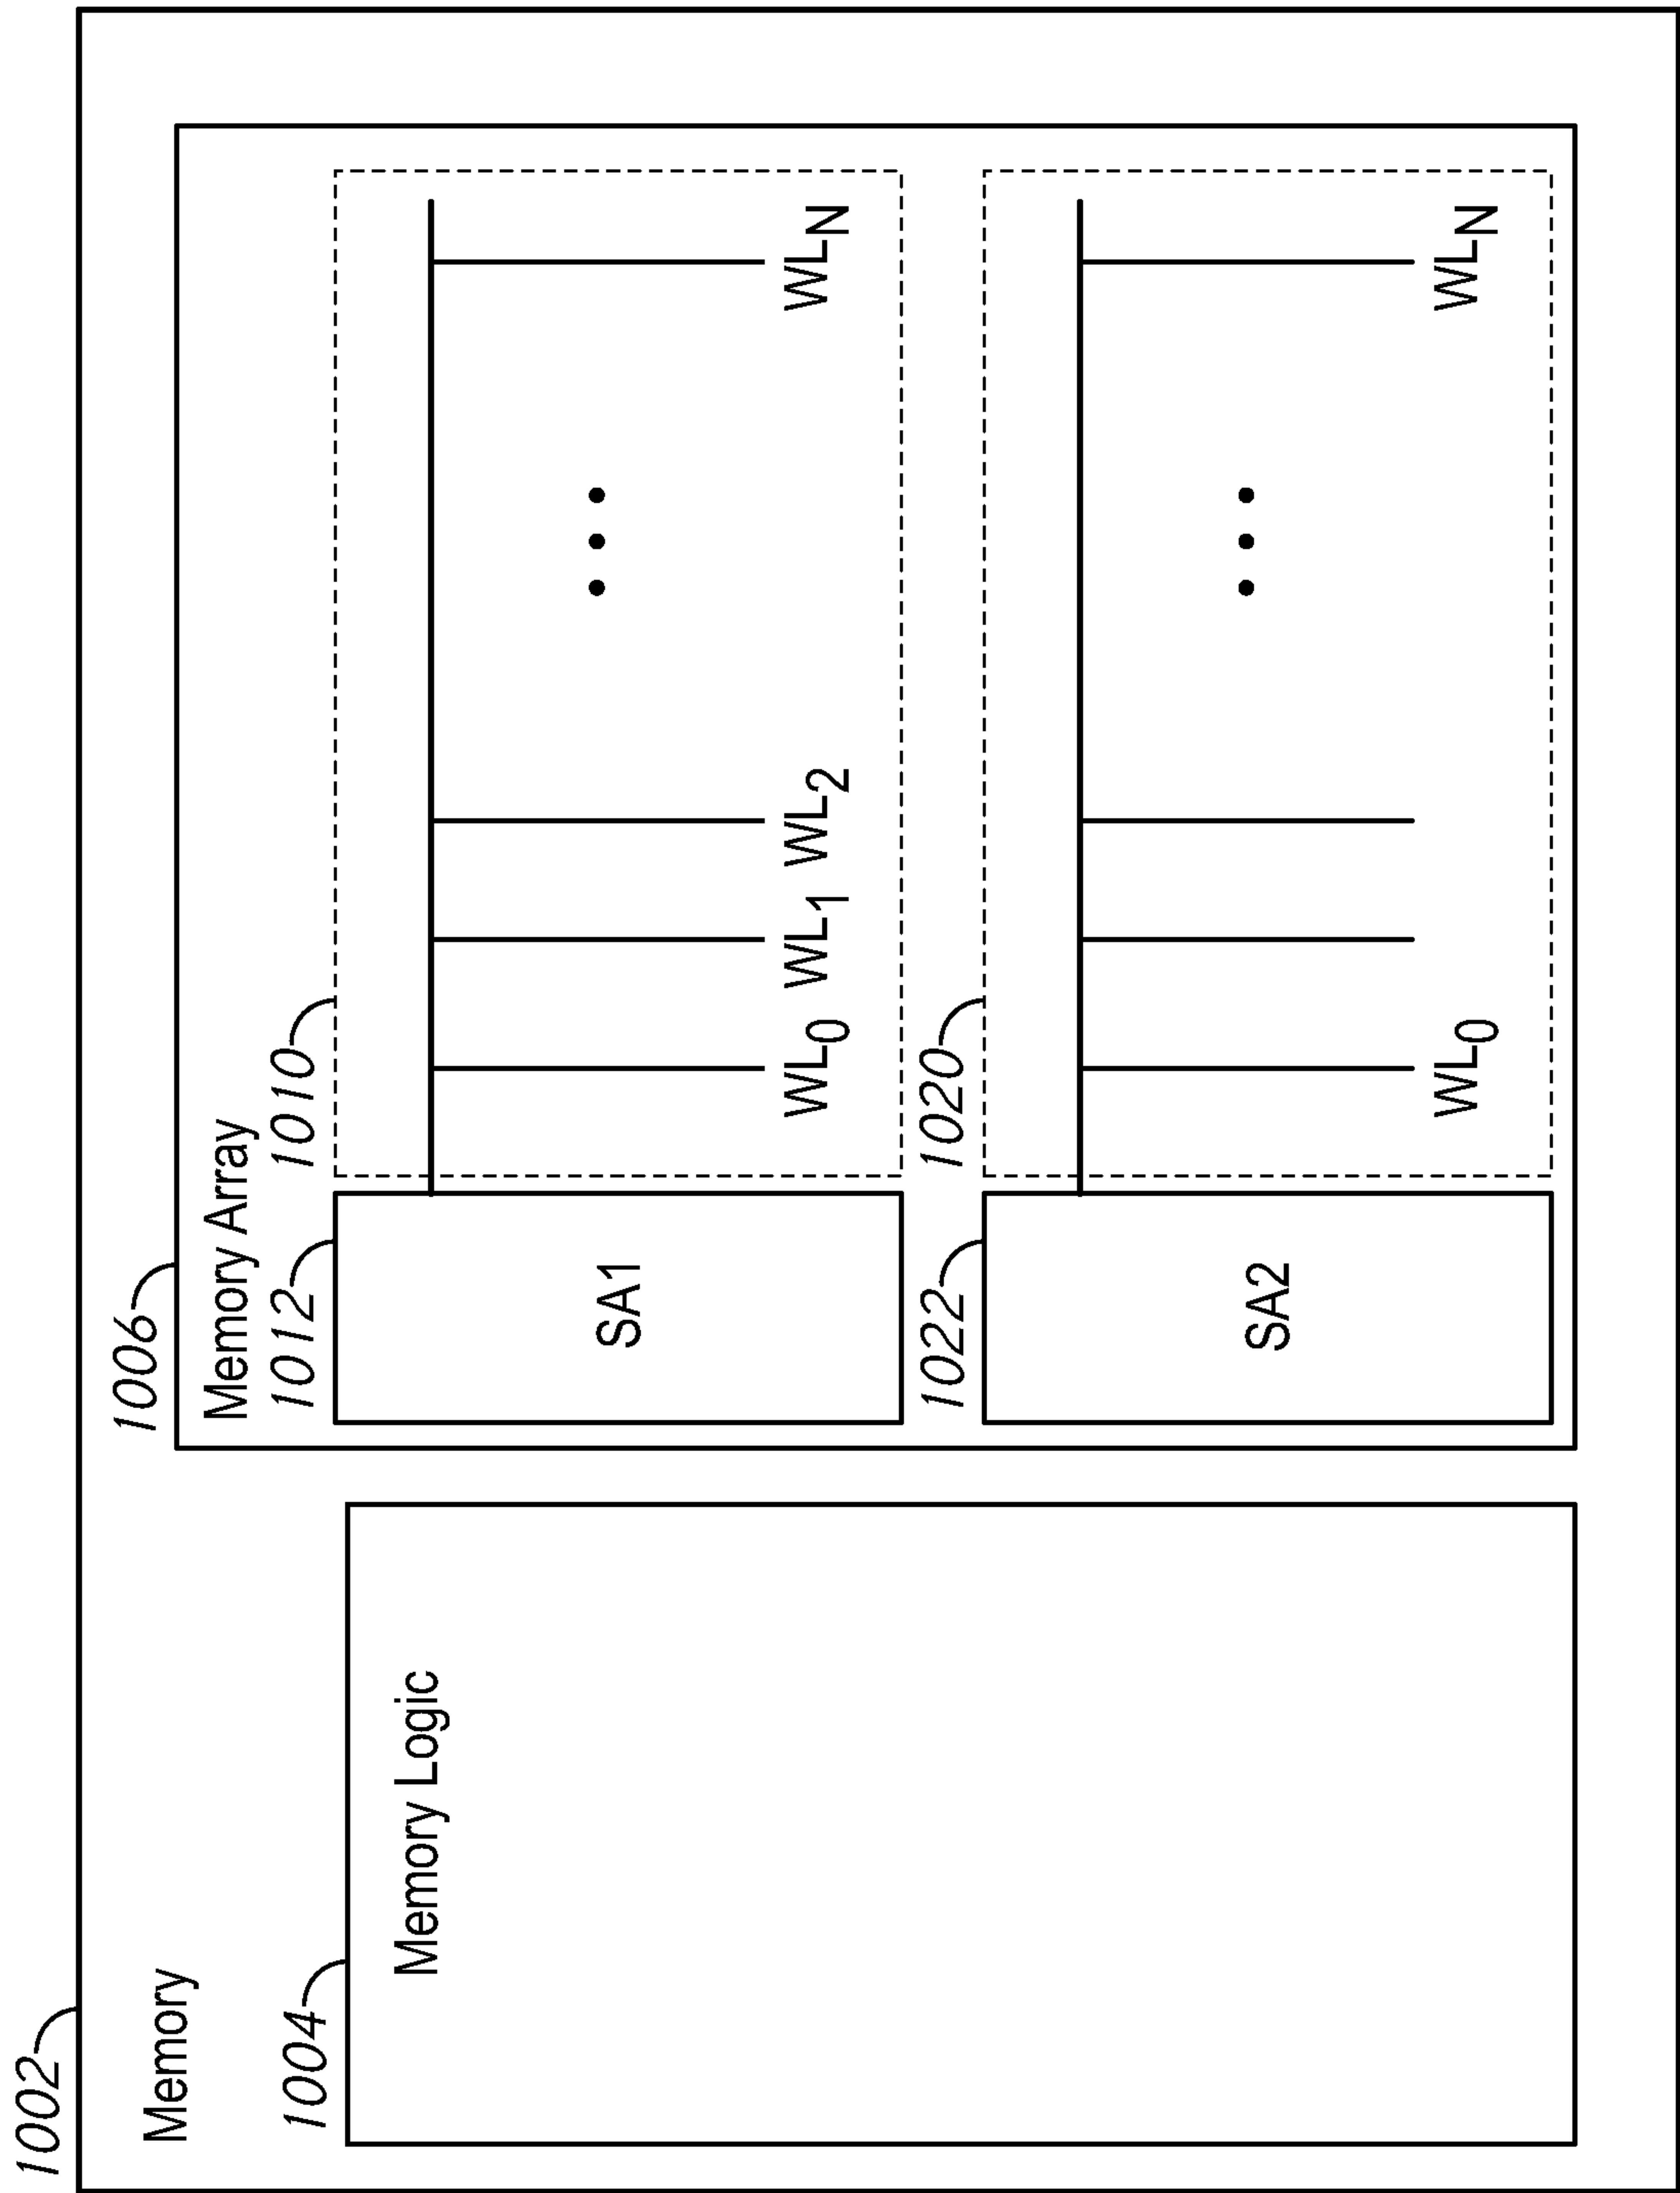 1002
Memory
1004
Memory Logic
1006
Memory Array
1012
SA1
1010
WL0 WL1 WL2 WLN
1022
SA2
1020
WL0 WLN